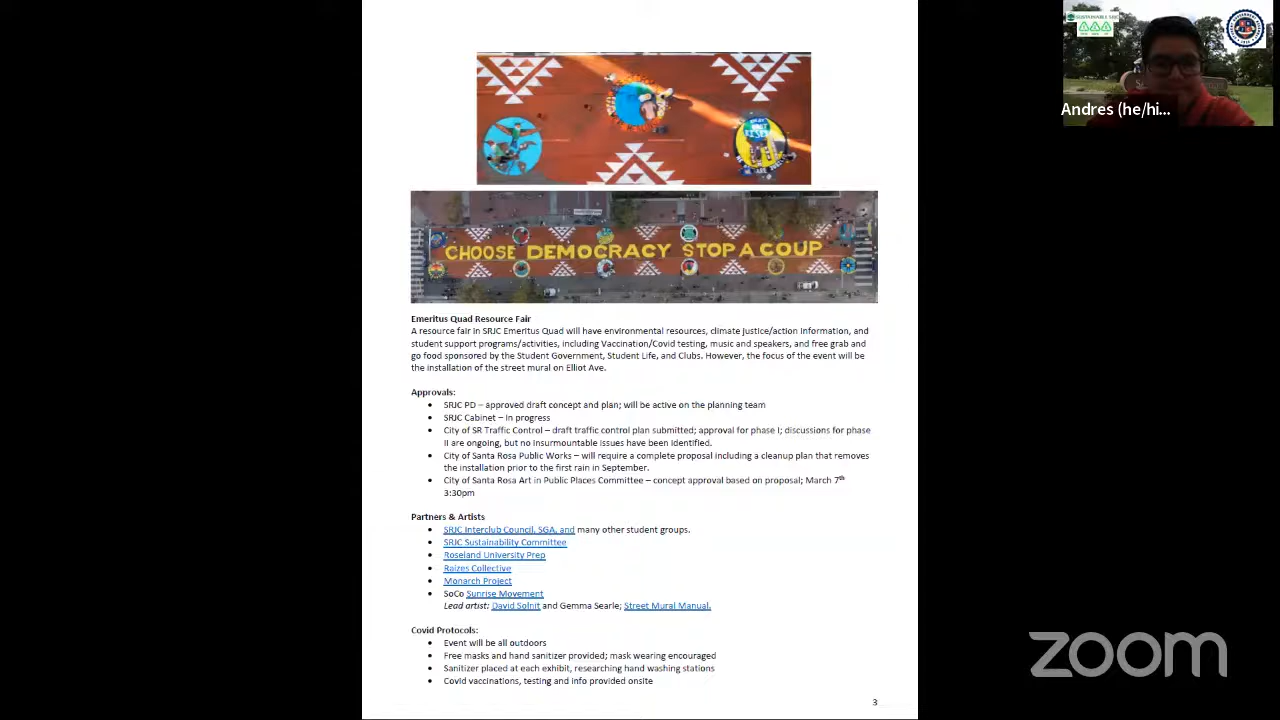 SUSTAINABLE SRJC
Andres (he/hi...
CHOOSE DEMOCRACY STOP A COUP
Emeritus Quad Resource Fair
A resource fair in SRJC Emeritus Quad will have environmental resources, climate justice/action information, and
student support programs/activities, including Vaccination/Covid testing, music and speakers, and free grab and
go food sponsored by the Student Government, Student Life, and Clubs. However, the focus of the event will be
the installation of the street mural on Elliot Ave.
Approvals:
• SRJC PD – approved draft concept and plan; will be active on the planning team
• SRJC Cabinet – in progress
• City of SR Traffic Control – draft traffic control plan submitted; approval for phase I; discussions for phase
II are ongoing, but no insurmountable issues have been identified.
• City of Santa Rosa Public Works – will require a complete proposal including a cleanup plan that removes
the installation prior to the first rain in September.
• City of Santa Rosa Art in Public Places Committee – concept approval based on proposal; March 7th
3:30pm
Partners & Artists
• SRJC Interclub Council, SGA, and many other student groups.
• SRJC Sustainability Committee
• Roseland University Prep
• Raizes Collective
• Monarch Project
• SoCo Sunrise Movement
Lead artist: David Solnit and Gemma Searle; Street Mural Manual.
Covid Protocols:
• Event will be all outdoors
• Free masks and hand sanitizer provided; mask wearing encouraged
• Sanitizer placed at each exhibit, researching hand washing stations
• Covid vaccinations, testing and info provided onsite
3
zoom